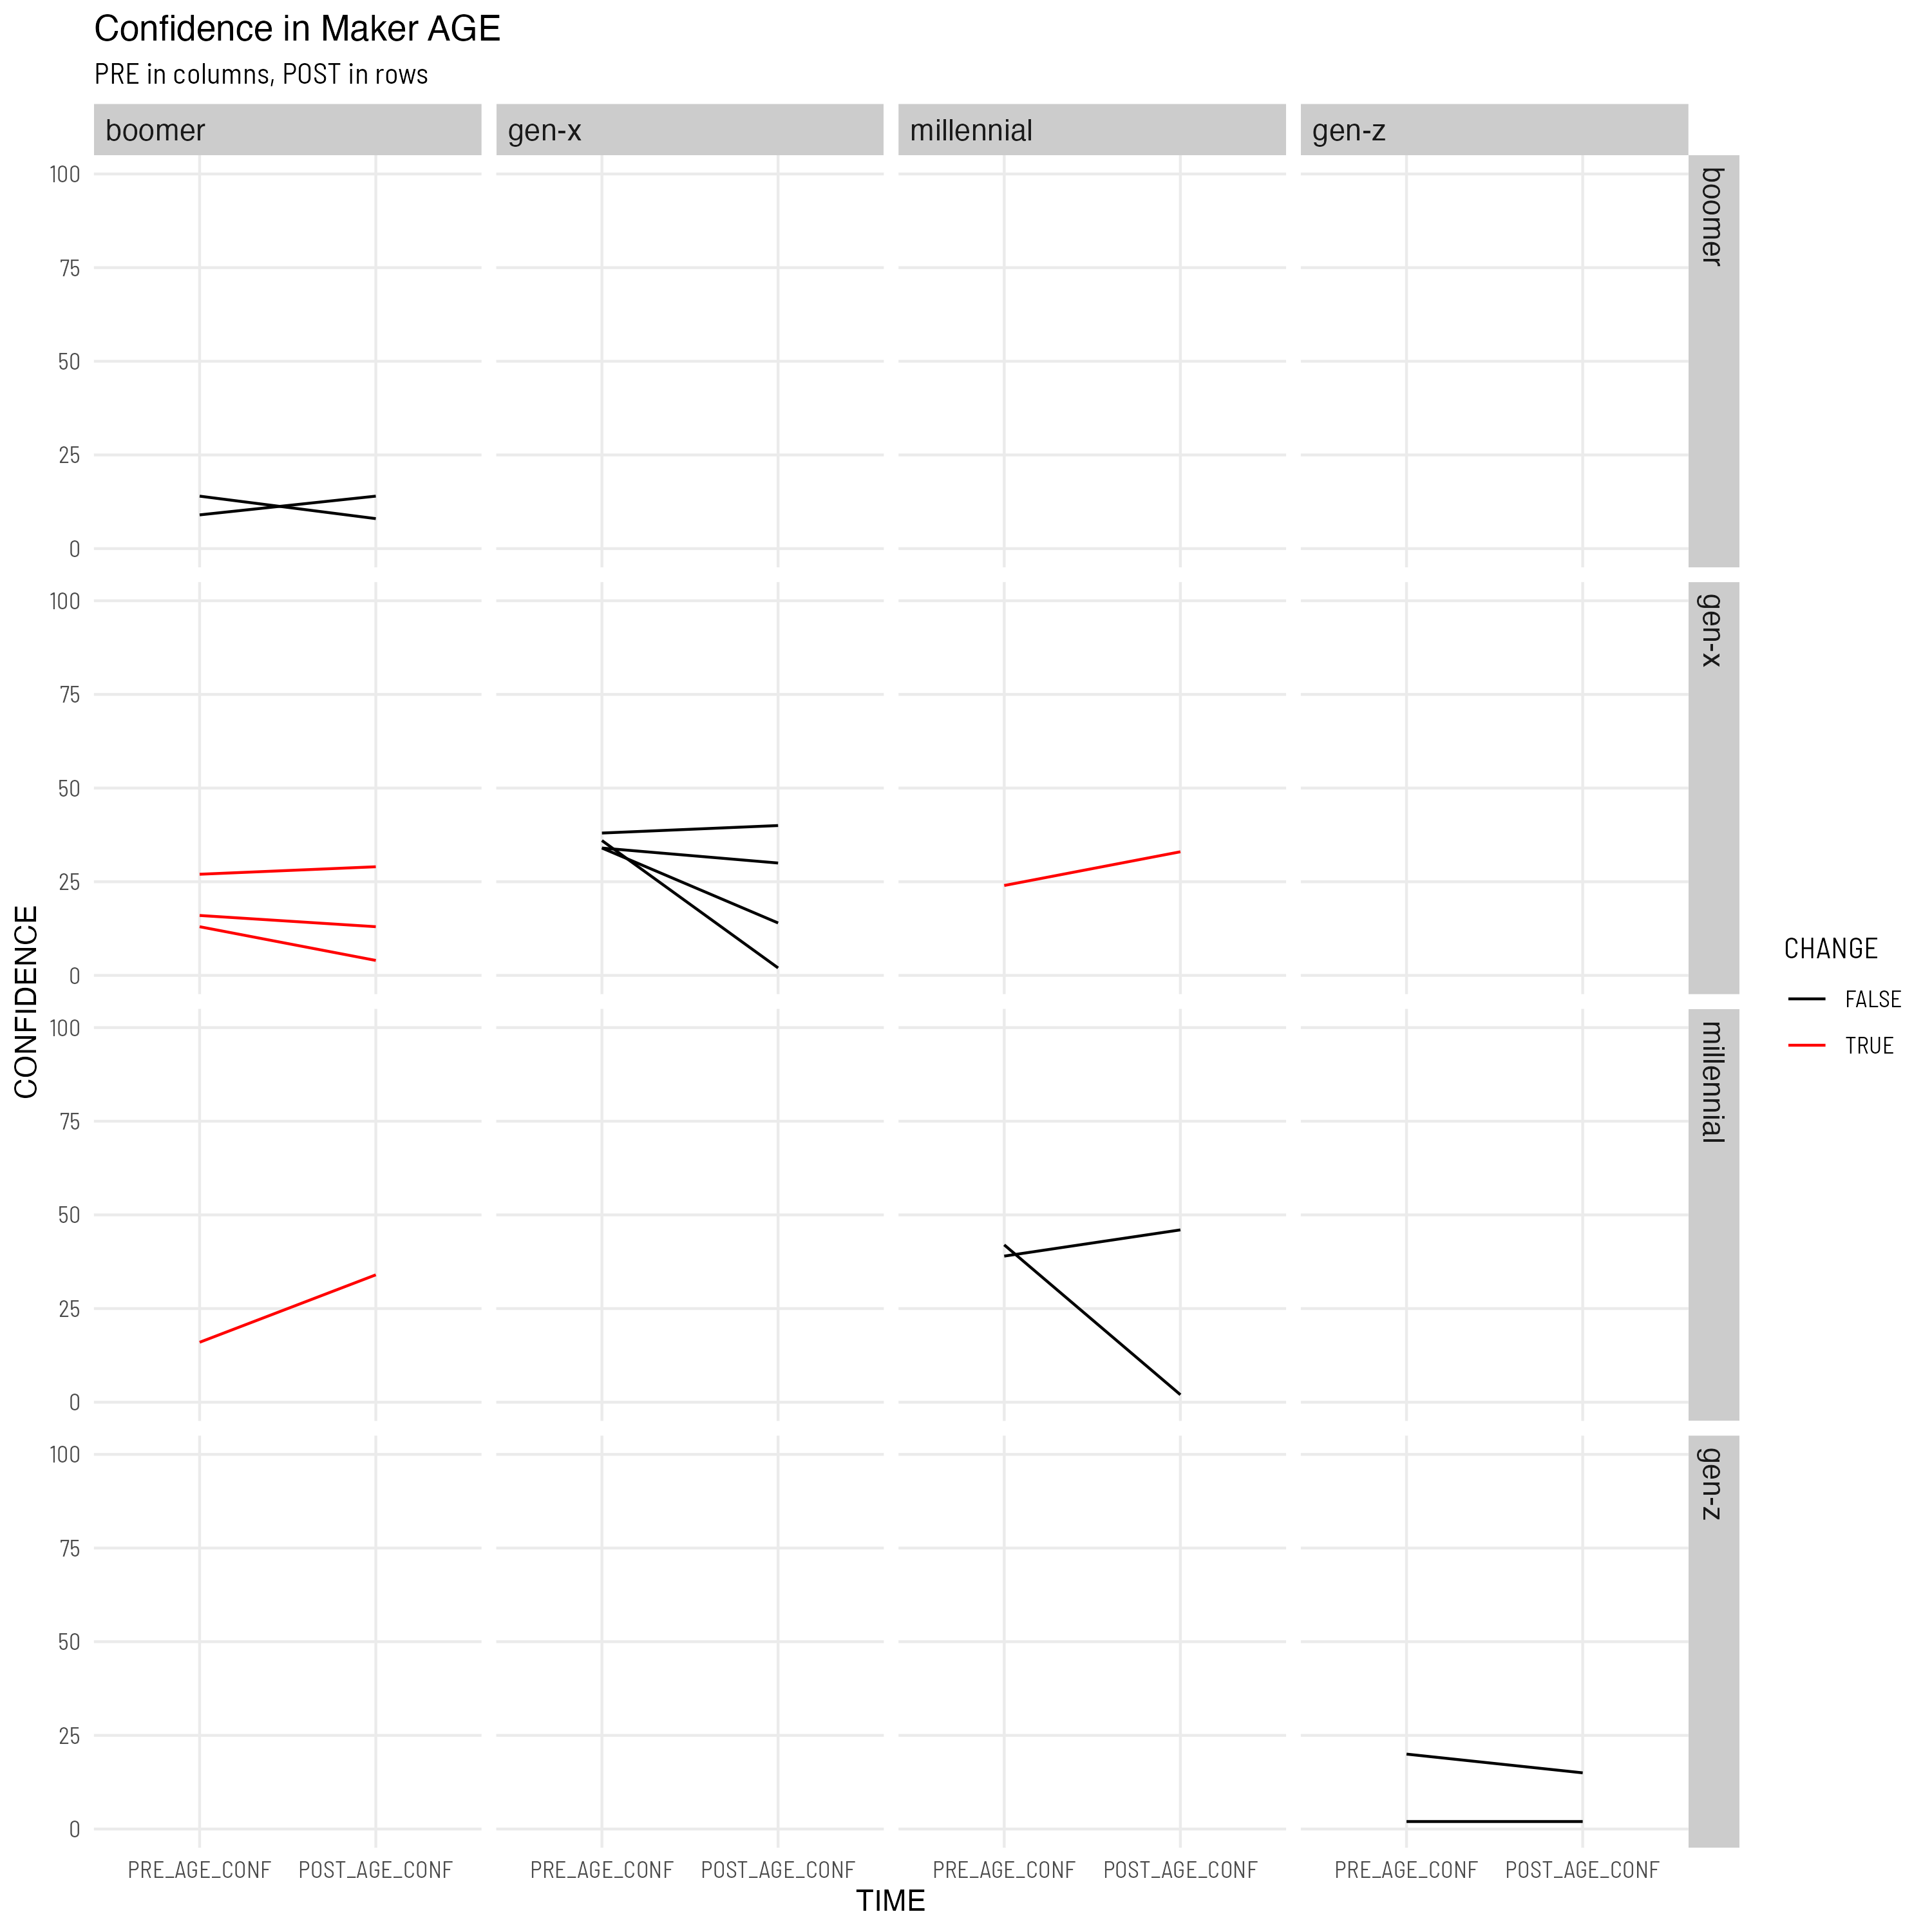 Confidence in Maker AGE
PRE in columns, POST in rows
boomer gen-x millennial gen-z
100
75
50
25
0
boomer
100
75
50
25
0
gen-x
100
75
50
25
0
millennial
100
75
50
25
0
gen-z
CONFIDENCE
PRE_AGE_CONF POST_AGE_CONF PRE_AGE_CONF POST_AGE_CONF PRE_AGE_CONF POST_AGE_CONF PRE_AGE_CONF POST_AGE_CONF
TIME
CHANGE
FALSE
TRUE